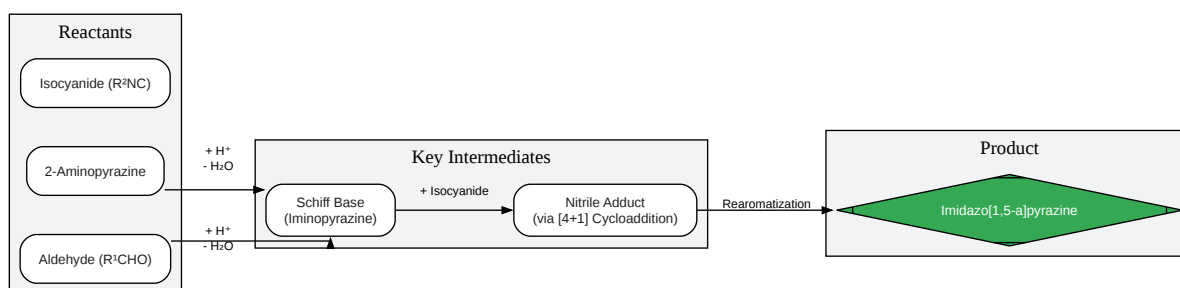 Reactants
Isocyanide (R²NC)
2-Aminopyrazine
Aldehyde (R¹CHO)
+ H⁺
- H₂O
+ H⁺
- H₂O
Key Intermediates
Schiff Base
(Iminopyrazine)
+ Isocyanide
Nitrile Adduct
(via [4+1] Cycloaddition)
Rearomatization
Product
Imidazo[1,5-a]pyrazine